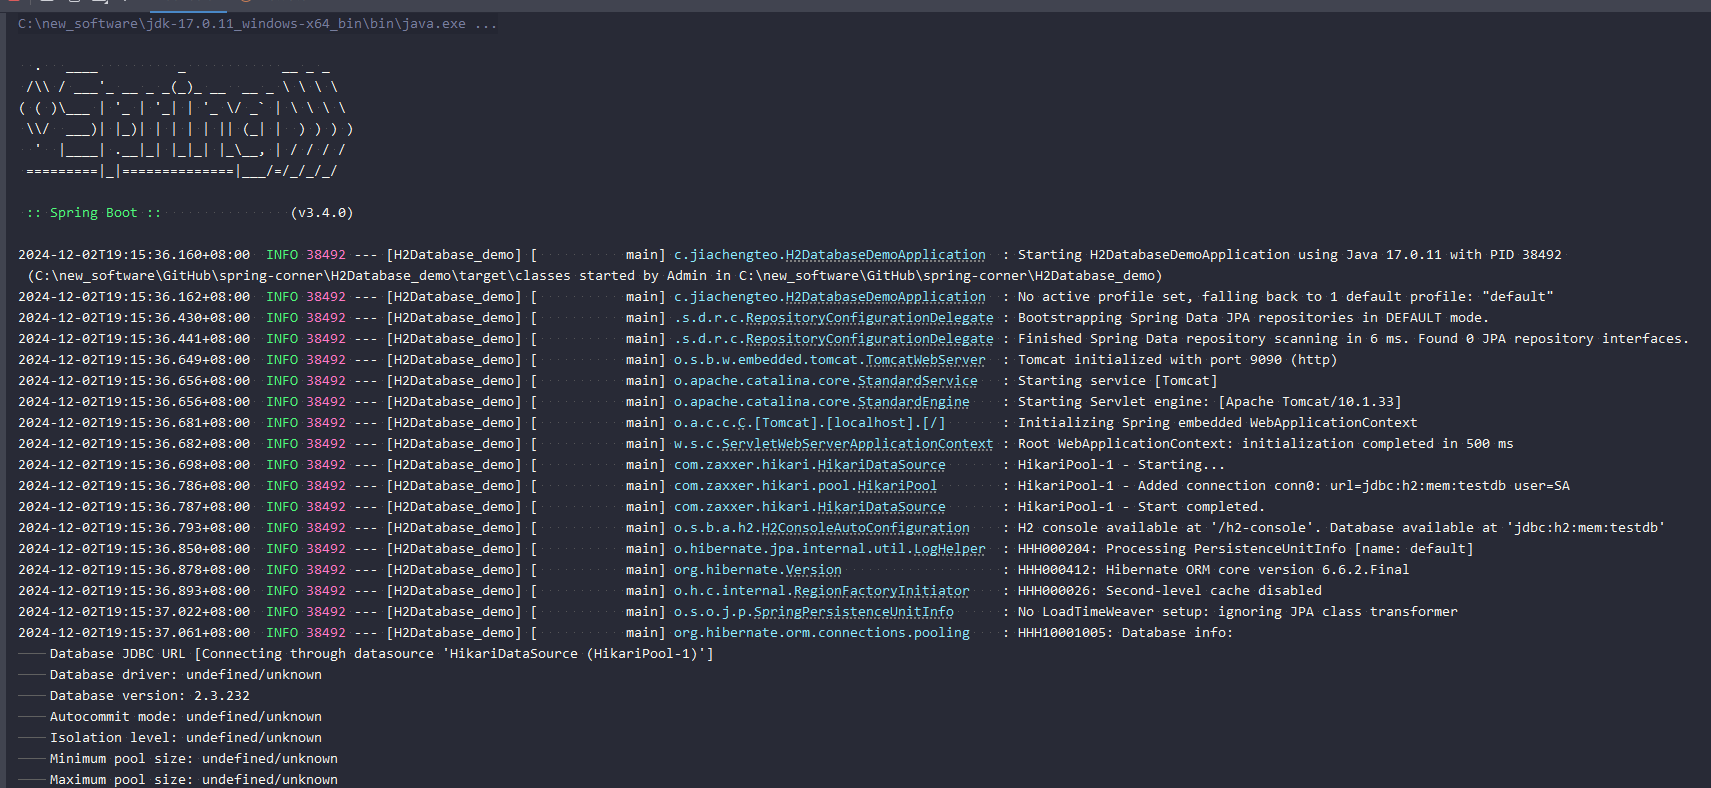 C:\new_software\jdk-17.0.11_windows-x64_bin\bin\java.exe ...
  .   ____          _            __ _ _
 /\\ / ___'_ __ _ _(_)_ __  __ _ \ \ \ \
( ( )\___ | '_ | '_| | '_ \/ _` | \ \ \ \
 \\/  ___)| |_)| | | | | || (_| |  ) ) ) )
  '  |____| .__|_| |_|_| |_\__, | / / / /
 =========|_|==============|___/=/_/_/_/
 :: Spring Boot ::                (v3.4.0)
2024-12-02T19:15:36.160+08:00  INFO 38492 --- [H2Database_demo] [           main] c.jiachengteo.H2DatabaseDemoApplication  : Starting H2DatabaseDemoApplication using Java 17.0.11 with PID 38492
 (C:\new_software\GitHub\spring-corner\H2Database_demo\target\classes started by Admin in C:\new_software\GitHub\spring-corner\H2Database_demo)
2024-12-02T19:15:36.162+08:00  INFO 38492 --- [H2Database_demo] [           main] c.jiachengteo.H2DatabaseDemoApplication  : No active profile set, falling back to 1 default profile: "default"
2024-12-02T19:15:36.430+08:00  INFO 38492 --- [H2Database_demo] [           main] .s.d.r.c.RepositoryConfigurationDelegate : Bootstrapping Spring Data JPA repositories in DEFAULT mode.
2024-12-02T19:15:36.441+08:00  INFO 38492 --- [H2Database_demo] [           main] .s.d.r.c.RepositoryConfigurationDelegate : Finished Spring Data repository scanning in 6 ms. Found 0 JPA repository interfaces.
2024-12-02T19:15:36.649+08:00  INFO 38492 --- [H2Database_demo] [           main] o.s.b.w.embedded.tomcat.TomcatWebServer  : Tomcat initialized with port 9090 (http)
2024-12-02T19:15:36.656+08:00  INFO 38492 --- [H2Database_demo] [           main] o.apache.catalina.core.StandardService   : Starting service [Tomcat]
2024-12-02T19:15:36.656+08:00  INFO 38492 --- [H2Database_demo] [           main] o.apache.catalina.core.StandardEngine    : Starting Servlet engine: [Apache Tomcat/10.1.33]
2024-12-02T19:15:36.681+08:00  INFO 38492 --- [H2Database_demo] [           main] o.a.c.c.C.[Tomcat].[localhost].[/]       : Initializing Spring embedded WebApplicationContext
2024-12-02T19:15:36.682+08:00  INFO 38492 --- [H2Database_demo] [           main] w.s.c.ServletWebServerApplicationContext : Root WebApplicationContext: initialization completed in 500 ms
2024-12-02T19:15:36.698+08:00  INFO 38492 --- [H2Database_demo] [           main] com.zaxxer.hikari.HikariDataSource       : HikariPool-1 - Starting...
2024-12-02T19:15:36.786+08:00  INFO 38492 --- [H2Database_demo] [           main] com.zaxxer.hikari.pool.HikariPool        : HikariPool-1 - Added connection conn0: url=jdbc:h2:mem:testdb user=SA
2024-12-02T19:15:36.787+08:00  INFO 38492 --- [H2Database_demo] [           main] com.zaxxer.hikari.HikariDataSource       : HikariPool-1 - Start completed.
2024-12-02T19:15:36.793+08:00  INFO 38492 --- [H2Database_demo] [           main] o.s.b.a.h2.H2ConsoleAutoConfiguration    : H2 console available at '/h2-console'. Database available at 'jdbc:h2:mem:testdb'
2024-12-02T19:15:36.850+08:00  INFO 38492 --- [H2Database_demo] [           main] o.hibernate.jpa.internal.util.LogHelper  : HHH000204: Processing PersistenceUnitInfo [name: default]
2024-12-02T19:15:36.878+08:00  INFO 38492 --- [H2Database_demo] [           main] org.hibernate.Version                    : HHH000412: Hibernate ORM core version 6.6.2.Final
2024-12-02T19:15:36.893+08:00  INFO 38492 --- [H2Database_demo] [           main] o.h.c.internal.RegionFactoryInitiator    : HHH000026: Second-level cache disabled
2024-12-02T19:15:37.022+08:00  INFO 38492 --- [H2Database_demo] [           main] o.s.o.j.p.SpringPersistenceUnitInfo      : No LoadTimeWeaver setup: ignoring JPA class transformer
2024-12-02T19:15:37.061+08:00  INFO 38492 --- [H2Database_demo] [           main] org.hibernate.orm.connections.pooling    : HHH10001005: Database info:
	Database JDBC URL [Connecting through datasource 'HikariDataSource (HikariPool-1)']
	Database driver: undefined/unknown
	Database version: 2.3.232
	Autocommit mode: undefined/unknown
	Isolation level: undefined/unknown
	Minimum pool size: undefined/unknown
	Maximum pool size: undefined/unknown